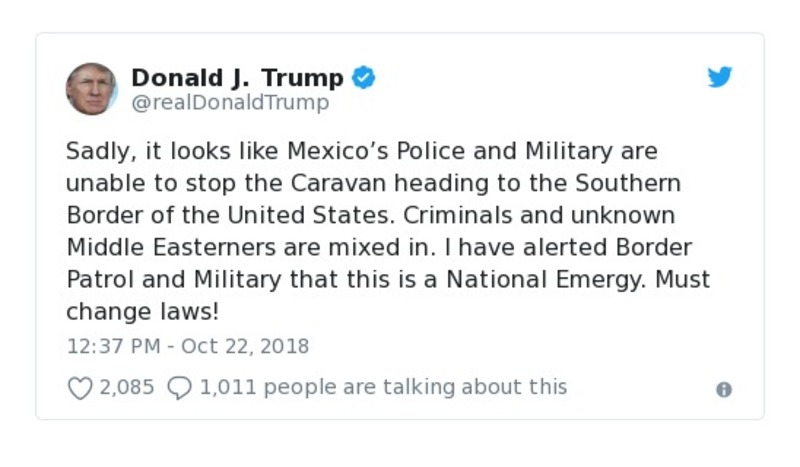 Donald J. Trump
@realDonaldTrump
Sadly, it looks like Mexico’s Police and Military are
unable to stop the Caravan heading to the Southern
Border of the United States. Criminals and unknown
Middle Easterners are mixed in. I have alerted Border
Patrol and Military that this is a National Emergy. Must
change laws!
12:37 PM - Oct 22, 2018
2,085 1,011 people are talking about this